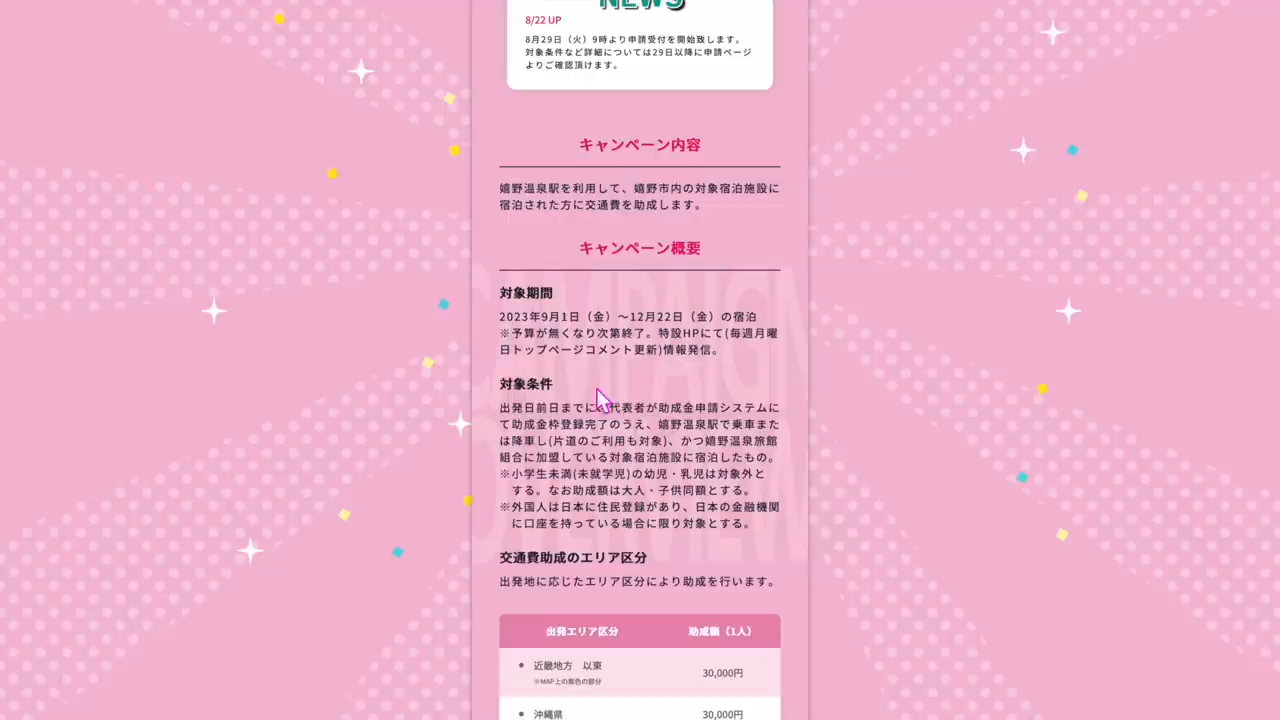 NEWS
8/22 UP
8月29日（火）9時より申請受付を開始致します。
対象条件など詳細については29日以降に申請ページ
よりご確認頂けます。
キャンペーン内容
嬉野温泉駅を利用して、嬉野市内の対象宿泊施設に
宿泊された方に交通費を助成します。
キャンペーン概要
CAMPAIGN
OVERVIEW
対象期間
2023年9月1日（金）～12月22日（金）の宿泊
※予算が無くなり次第終了。特設HPにて(毎週月曜
日トップページコメント更新)情報発信。
対象条件
出発日前日までに 代表者が助成金申請システムに
て助成金枠登録完了のうえ、嬉野温泉駅で乗車また
は降車し(片道のご利用も対象)、かつ嬉野温泉旅館
組合に加盟している対象宿泊施設に宿泊したもの。
※小学生未満(未就学児)の幼児・乳児は対象外と
する。なお助成額は大人・子供同額とする。
※外国人は日本に住民登録があり、日本の金融機関
に口座を持っている場合に限り対象とする。
交通費助成のエリア区分
出発地に応じたエリア区分により助成を行います。
出発エリア区分 助成額（1人）
近畿地方 以東 30,000円
※MAP上の紫色の部分
沖縄県 30,000円